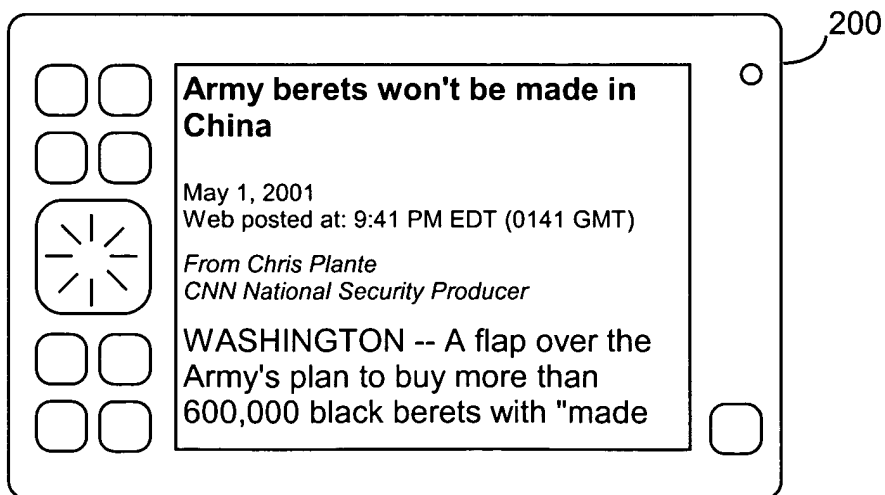 200
Army berets won't be made in
China
May 1, 2001
Web posted at: 9:41 PM EDT (0141 GMT)
From Chris Plante
CNN National Security Producer
WASHINGTON -- A flap over the
Army's plan to buy more than
600,000 black berets with "made